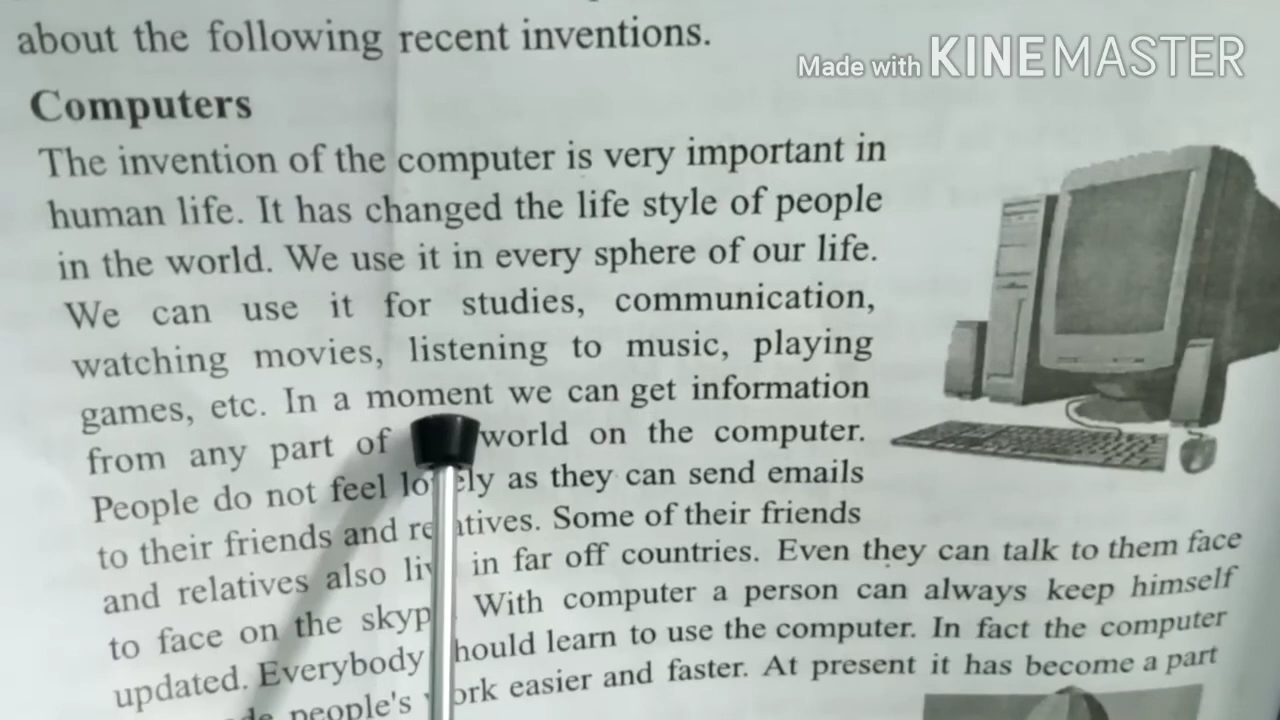 about the following recent inventions.
Made with KINEMASTER
Computers
The invention of the computer is very important in
human life. It has changed the life style of people
in the world. We use it in every sphere of our life.
We can use it for studies, communication,
watching movies, listening to music, playing
games, etc. In a moment we can get information
from any part of world on the computer.
People do not feel as they can send emails
to their friends and relatives. Some of their friends
and relatives also in far off countries. Even they can talk to them face
to face on the With computer a person can always keep himself
updated. Everybody should learn to use the computer. In fact the computer
people's work easier and faster. At present it has become a part